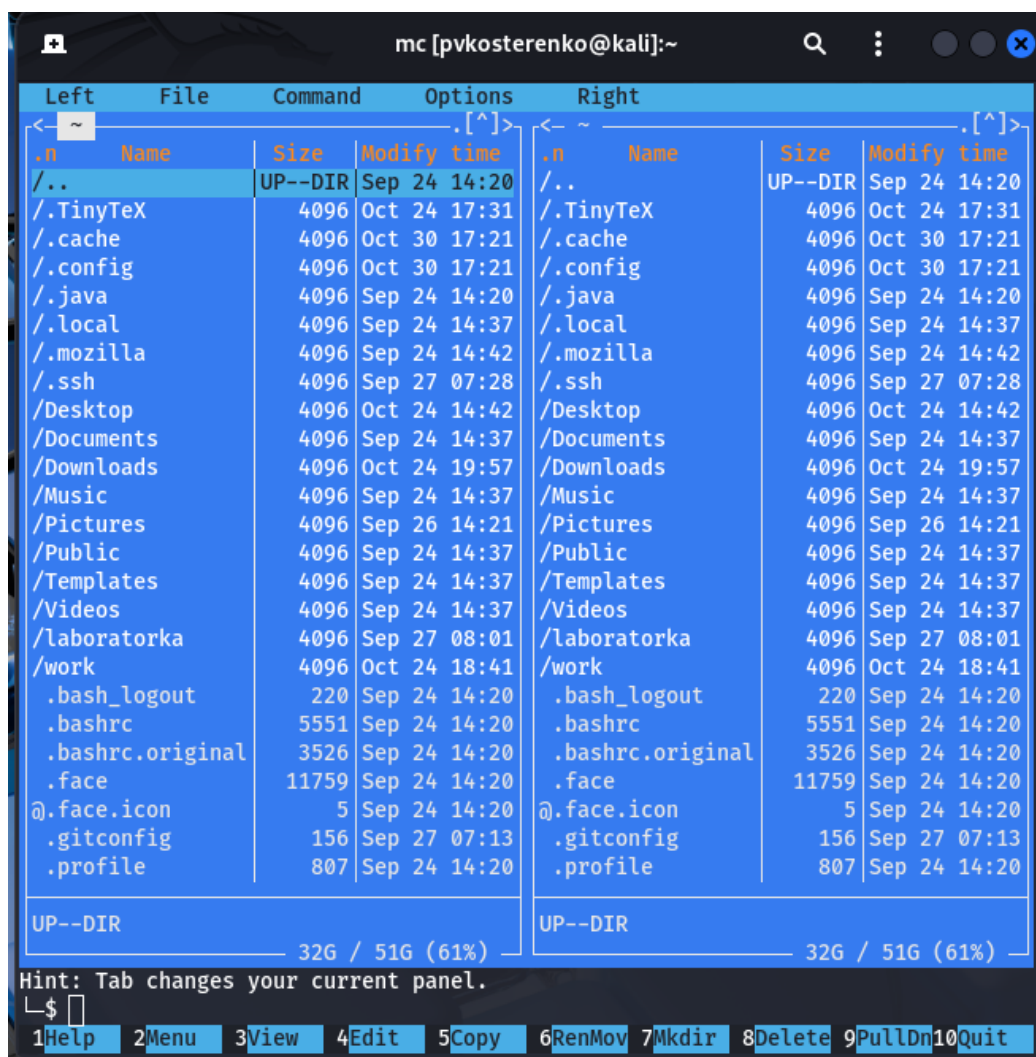 mc [pvkosterenko@kali]:~
Left File Command Options Right
<- ~ .[^]> <- ~ .[^]>
.n Name Size Modify time .n Name Size Modify time
/.. UP--DIR Sep 24 14:20 /.. UP--DIR Sep 24 14:20
/.TinyTeX 4096 Oct 24 17:31 /.TinyTeX 4096 Oct 24 17:31
/.cache 4096 Oct 30 17:21 /.cache 4096 Oct 30 17:21
/.config 4096 Oct 30 17:21 /.config 4096 Oct 30 17:21
/.java 4096 Sep 24 14:20 /.java 4096 Sep 24 14:20
/.local 4096 Sep 24 14:37 /.local 4096 Sep 24 14:37
/.mozilla 4096 Sep 24 14:42 /.mozilla 4096 Sep 24 14:42
/.ssh 4096 Sep 27 07:28 /.ssh 4096 Sep 27 07:28
/Desktop 4096 Oct 24 14:42 /Desktop 4096 Oct 24 14:42
/Documents 4096 Sep 24 14:37 /Documents 4096 Sep 24 14:37
/Downloads 4096 Oct 24 19:57 /Downloads 4096 Oct 24 19:57
/Music 4096 Sep 24 14:37 /Music 4096 Sep 24 14:37
/Pictures 4096 Sep 26 14:21 /Pictures 4096 Sep 26 14:21
/Public 4096 Sep 24 14:37 /Public 4096 Sep 24 14:37
/Templates 4096 Sep 24 14:37 /Templates 4096 Sep 24 14:37
/Videos 4096 Sep 24 14:37 /Videos 4096 Sep 24 14:37
/laboratorka 4096 Sep 27 08:01 /laboratorka 4096 Sep 27 08:01
/work 4096 Oct 24 18:41 /work 4096 Oct 24 18:41
.bash_logout 220 Sep 24 14:20 .bash_logout 220 Sep 24 14:20
.bashrc 5551 Sep 24 14:20 .bashrc 5551 Sep 24 14:20
.bashrc.original 3526 Sep 24 14:20 .bashrc.original 3526 Sep 24 14:20
.face 11759 Sep 24 14:20 .face 11759 Sep 24 14:20
@.face.icon 5 Sep 24 14:20 @.face.icon 5 Sep 24 14:20
.gitconfig 156 Sep 27 07:13 .gitconfig 156 Sep 27 07:13
.profile 807 Sep 24 14:20 .profile 807 Sep 24 14:20
UP--DIR UP--DIR
32G / 51G (61%) 32G / 51G (61%)
Hint: Tab changes your current panel.
└─$
1Help 2Menu 3View 4Edit 5Copy 6RenMov 7Mkdir 8Delete 9PullDn 10Quit